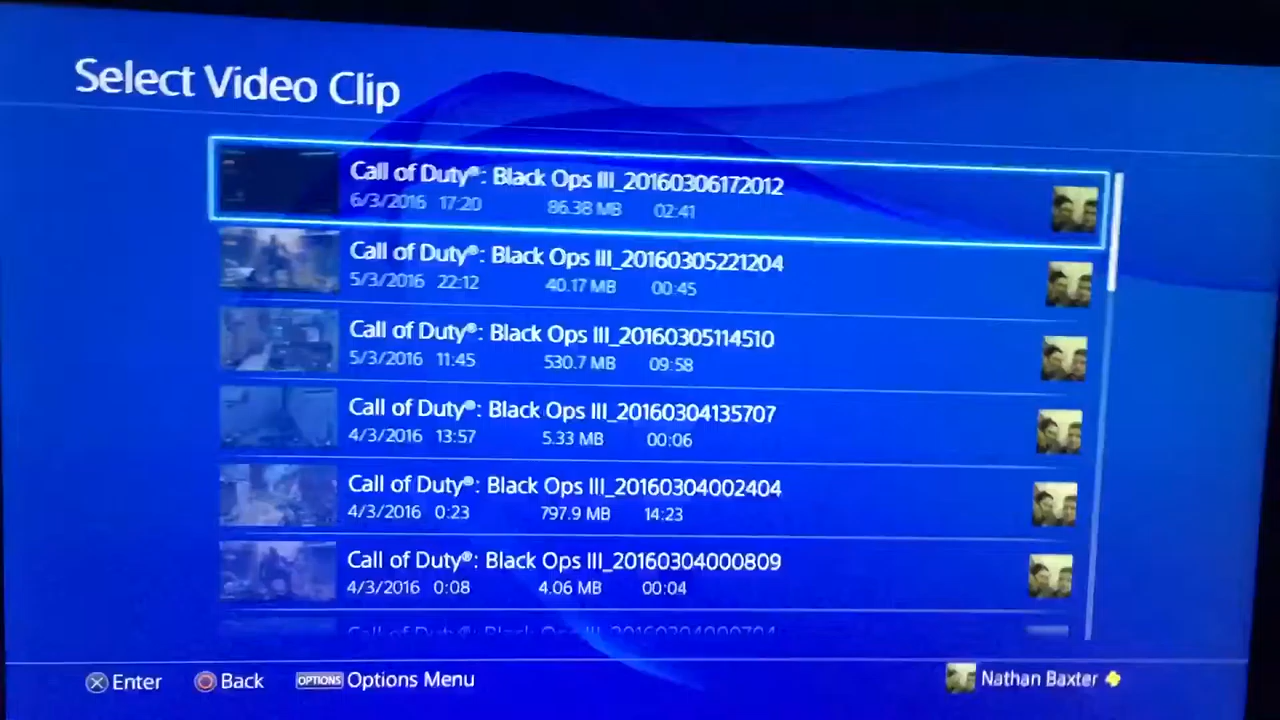 Select Video Clip
Call of Duty®: Black Ops III_20160306172012
6/3/2016 17:20 86.38 MB 02:41
Call of Duty®: Black Ops III_20160305221204
5/3/2016 22:12 40.17 MB 00:45
Call of Duty®: Black Ops III_20160305114510
5/3/2016 11:45 530.7 MB 09:58
Call of Duty®: Black Ops III_20160304135707
4/3/2016 13:57 5.33 MB 00:06
Call of Duty®: Black Ops III_20160304002404
4/3/2016 0:23 797.9 MB 14:23
Call of Duty®: Black Ops III_20160304000809
4/3/2016 0:08 4.06 MB 00:04
Call of Duty®: Black Ops
Enter Back OPTIONS Options Menu Nathan Baxter